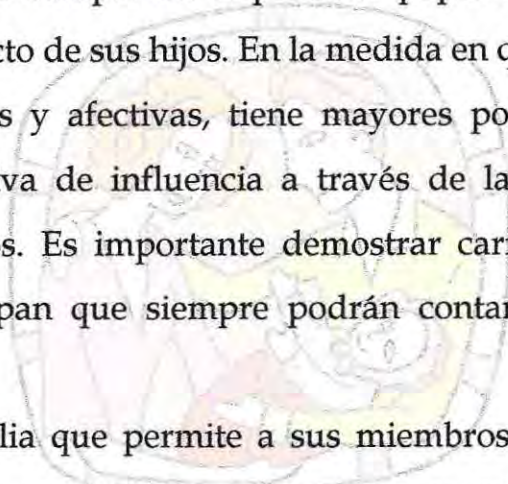 cto de sus hijos. En la medida en
s y afectivas, tiene mayores po
va de influencia a través de la
s. Es importante demostrar cari
pan que siempre podrán contar
lia que permite a sus miembros